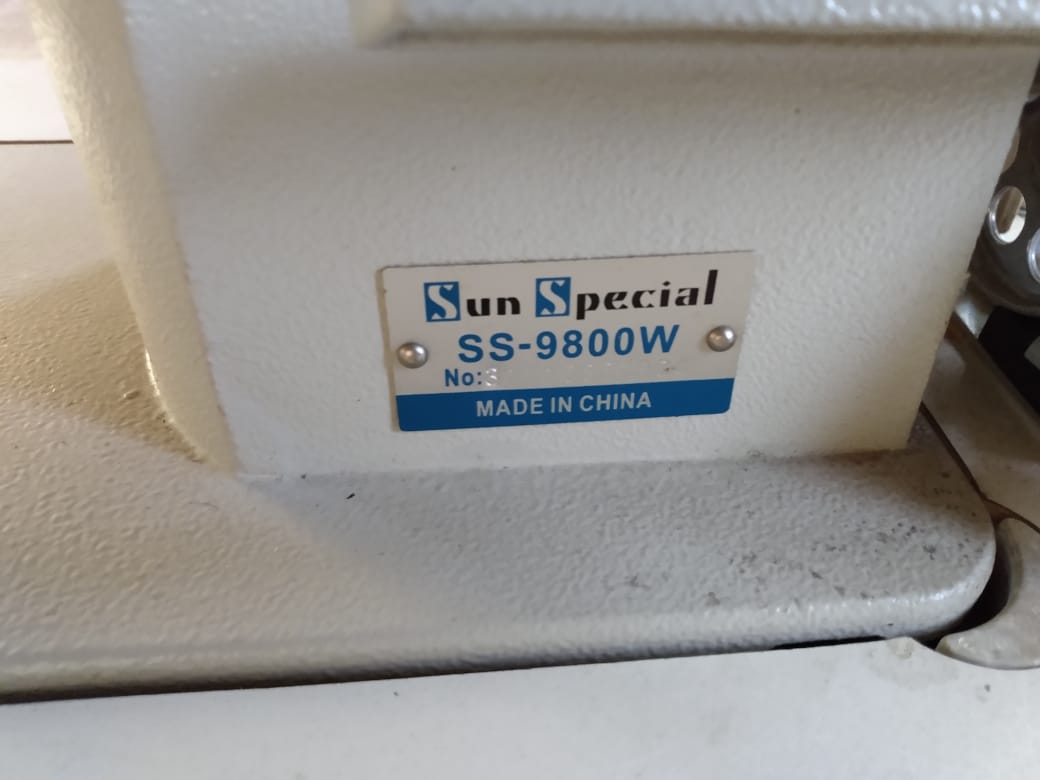 Sun Special
SS-9800W
No:S
MADE IN CHINA